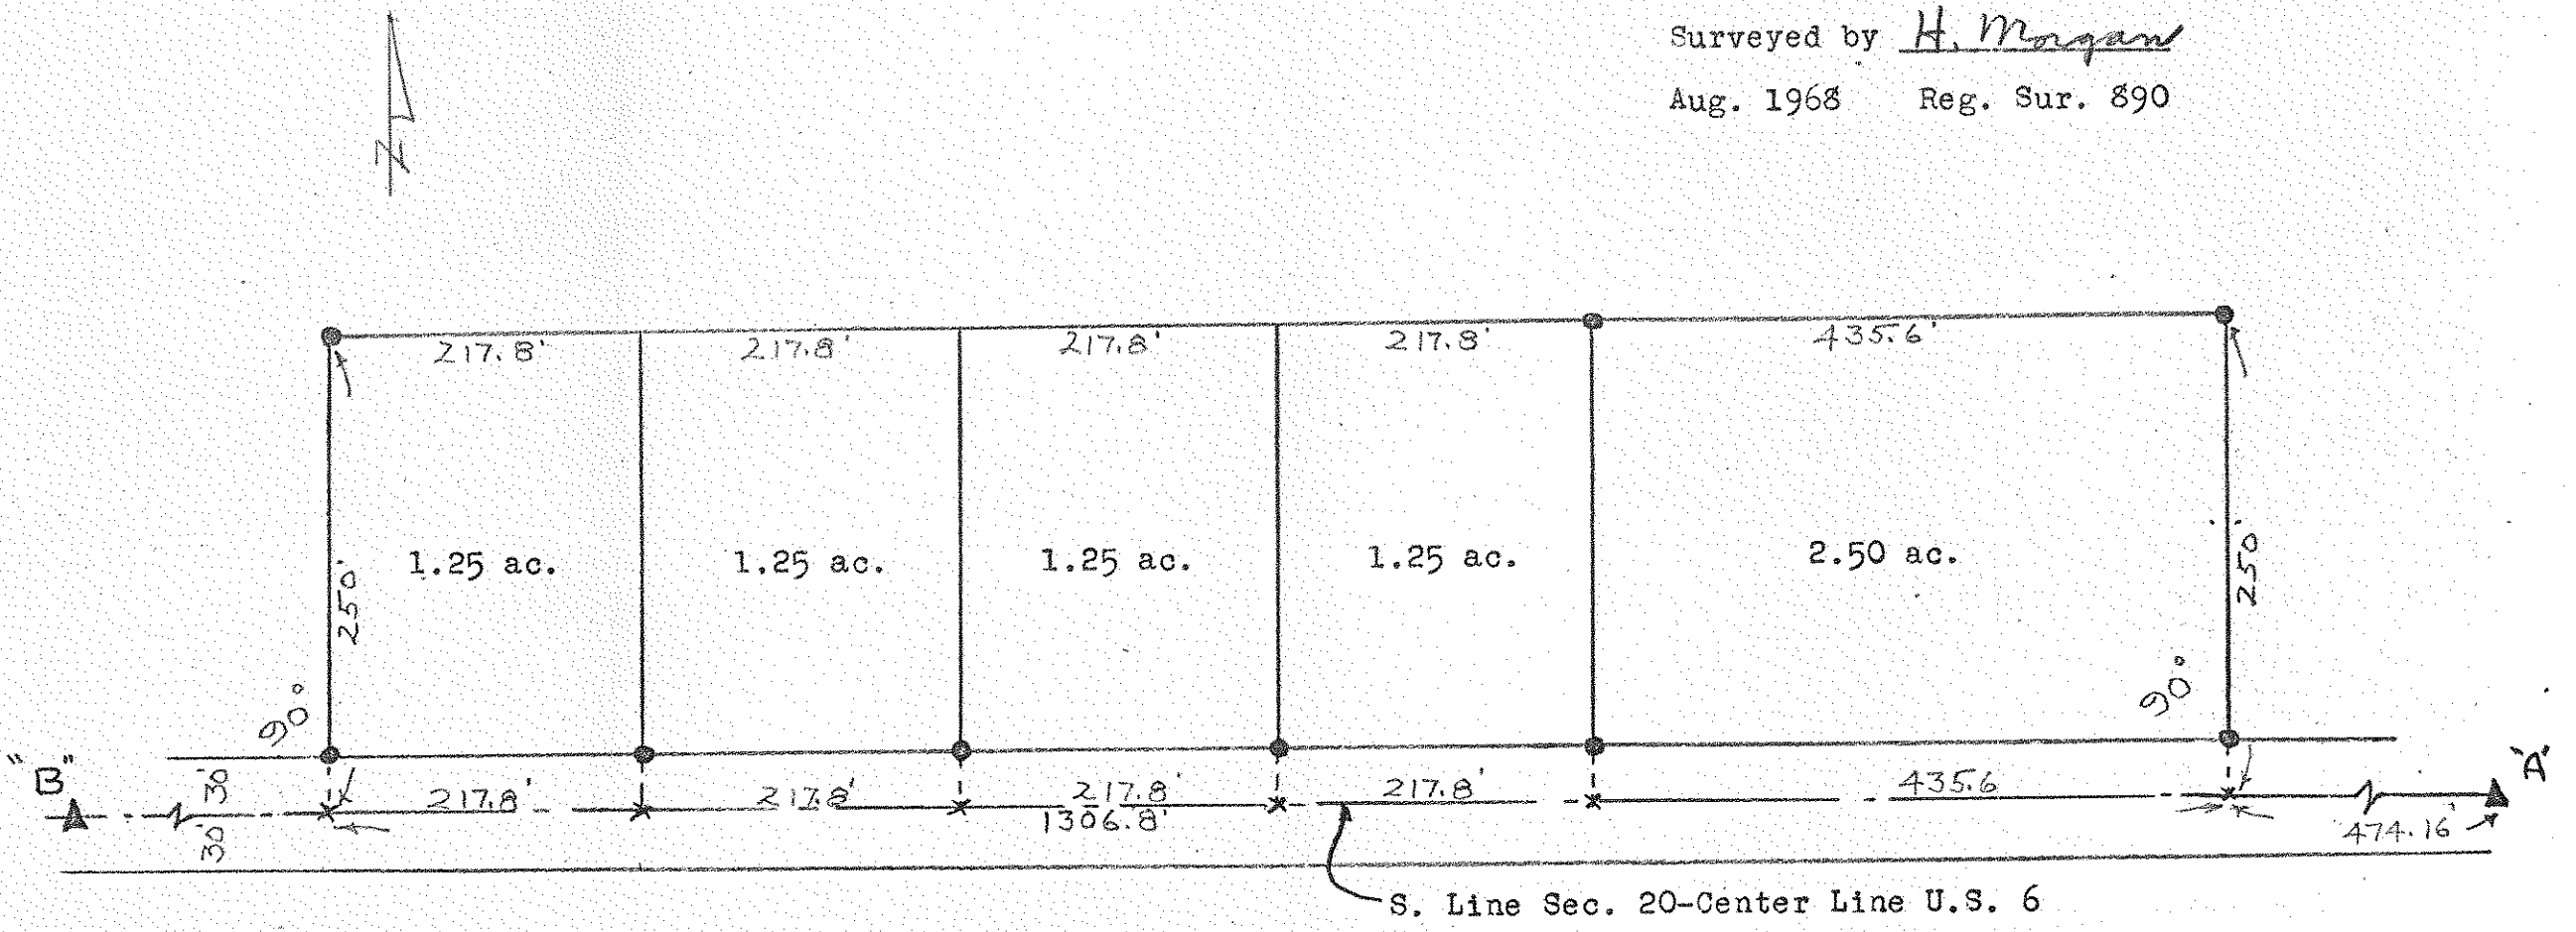 Surveyed by H. Morgan
Aug. 1968 Reg. Sur. 890
N
217.8' 217.8' 217.8' 217.8' 435.6'
1.25 ac. 1.25 ac. 1.25 ac. 1.25 ac. 2.50 ac.
250' 250'
90° 90°
"B" "A"
30' 217.8' 217.8' 217.8' 217.8' 435.6
30' 1306.8' 474.16'
S. Line Sec. 20-Center Line U.S. 6